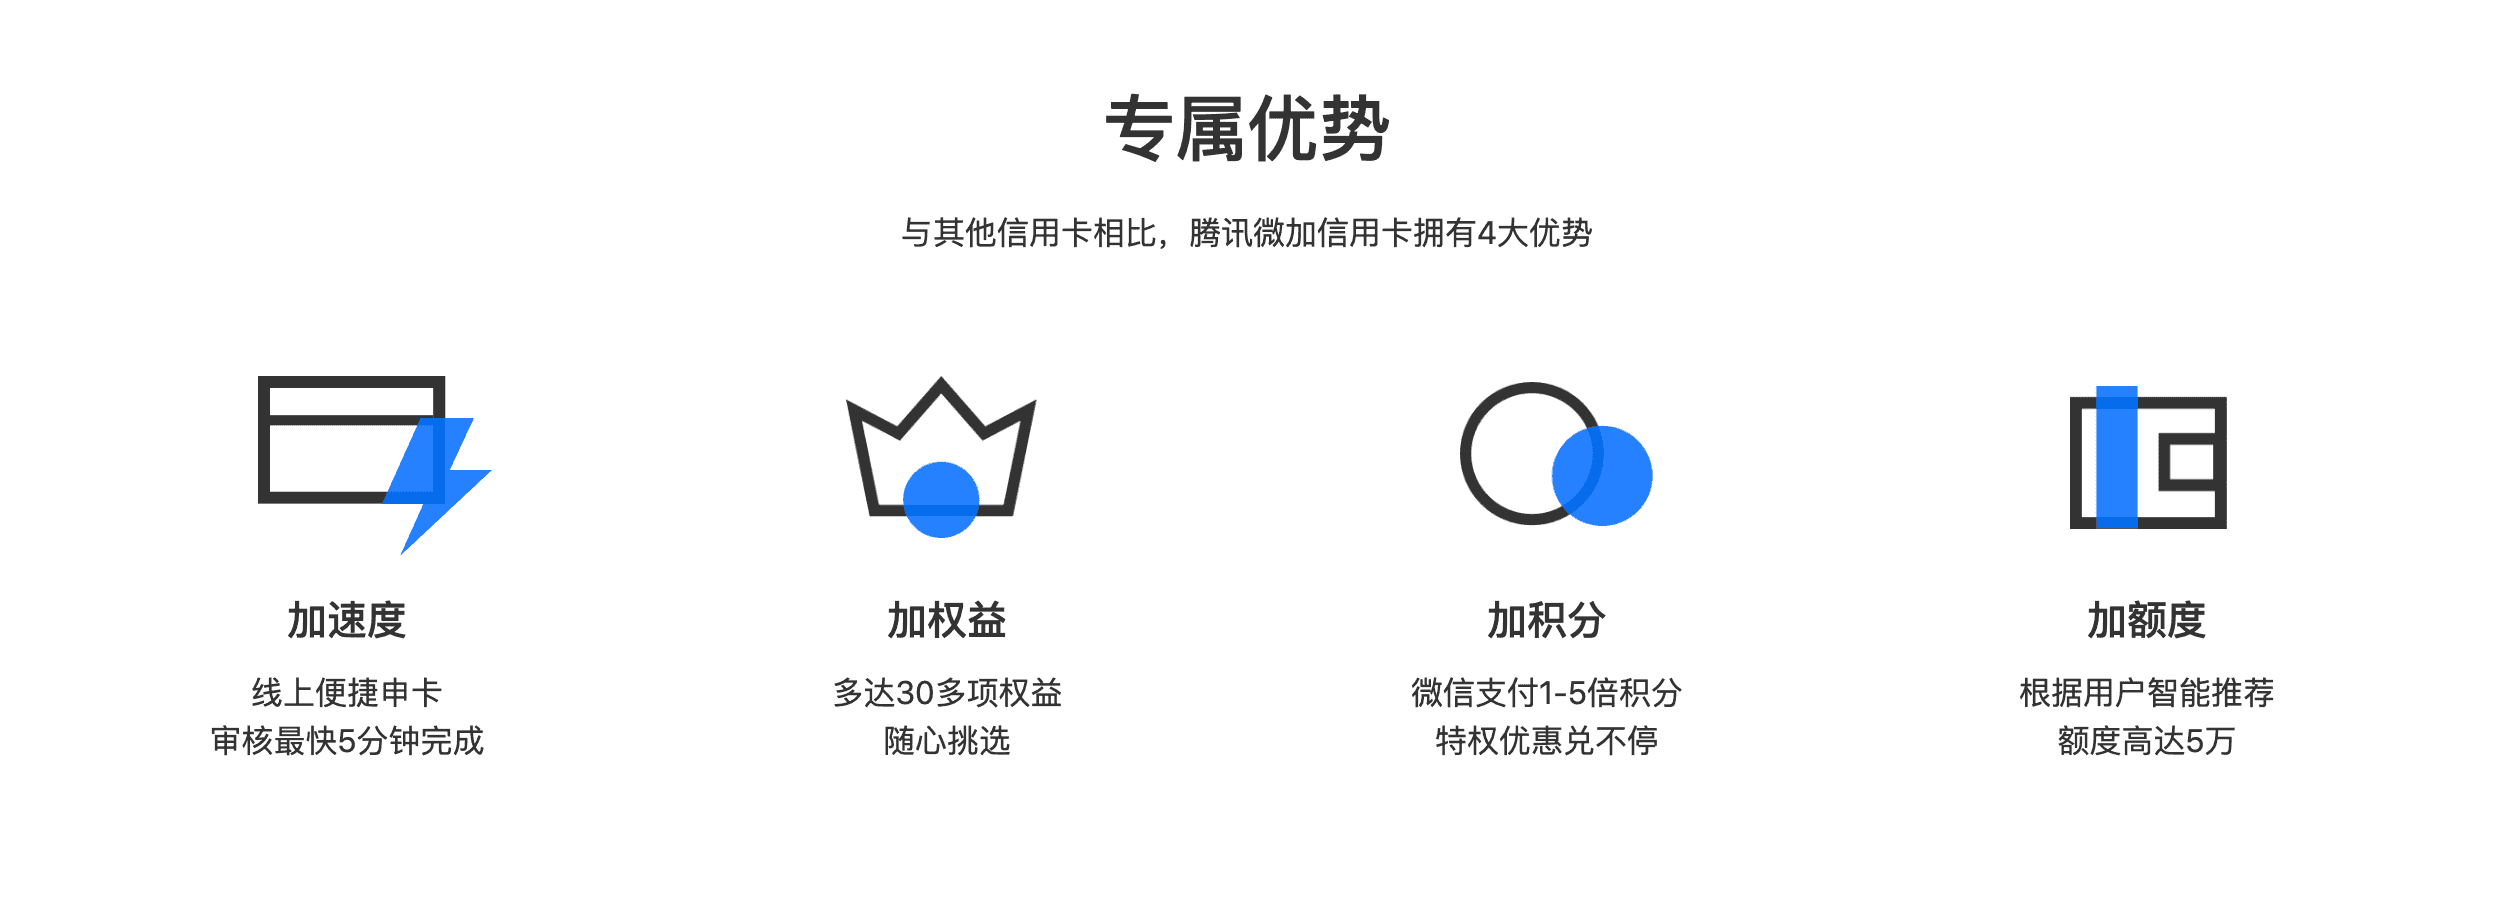 专属优势
与其他信用卡相比，腾讯微加信用卡拥有4大优势
加速度
线上便捷申卡
审核最快5分钟完成
加权益
多达30多项权益
随心挑选
加积分
微信支付1-5倍积分
特权优惠兑不停
加额度
根据用户智能推荐
额度高达5万